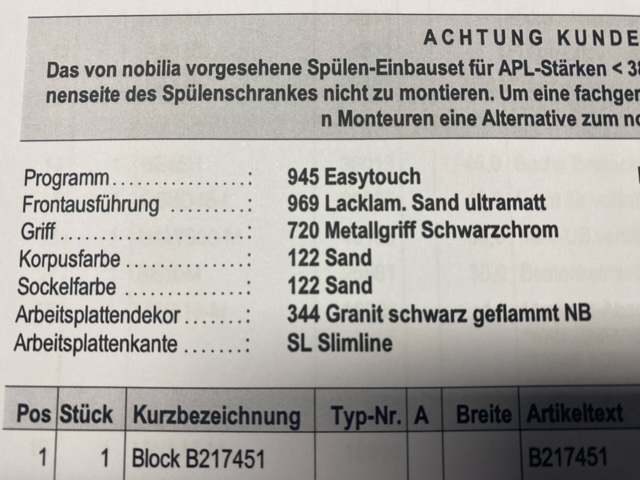 ACHTUNG KUNDE
Das von nobilia vorgesehene Spülen-Einbauset für APL-Stärken < 38
nenseite des Spülenschrankes nicht zu montieren. Um eine fachger
n Monteuren eine Alternative zum no
Programm....................: 945 Easytouch
Frontausführung ..........: 969 Lacklam. Sand ultramatt
Griff ...........................: 720 Metallgriff Schwarzchrom
Korpusfarbe ................: 122 Sand
Sockelfarbe .................: 122 Sand
Arbeitsplattendekor.......: 344 Granit schwarz geflammt NB
Arbeitsplattenkante .......: SL Slimline
Pos Stück Kurzbezeichnung Typ-Nr. A Breite Artikeltext
1 1 Block B217451 B217451